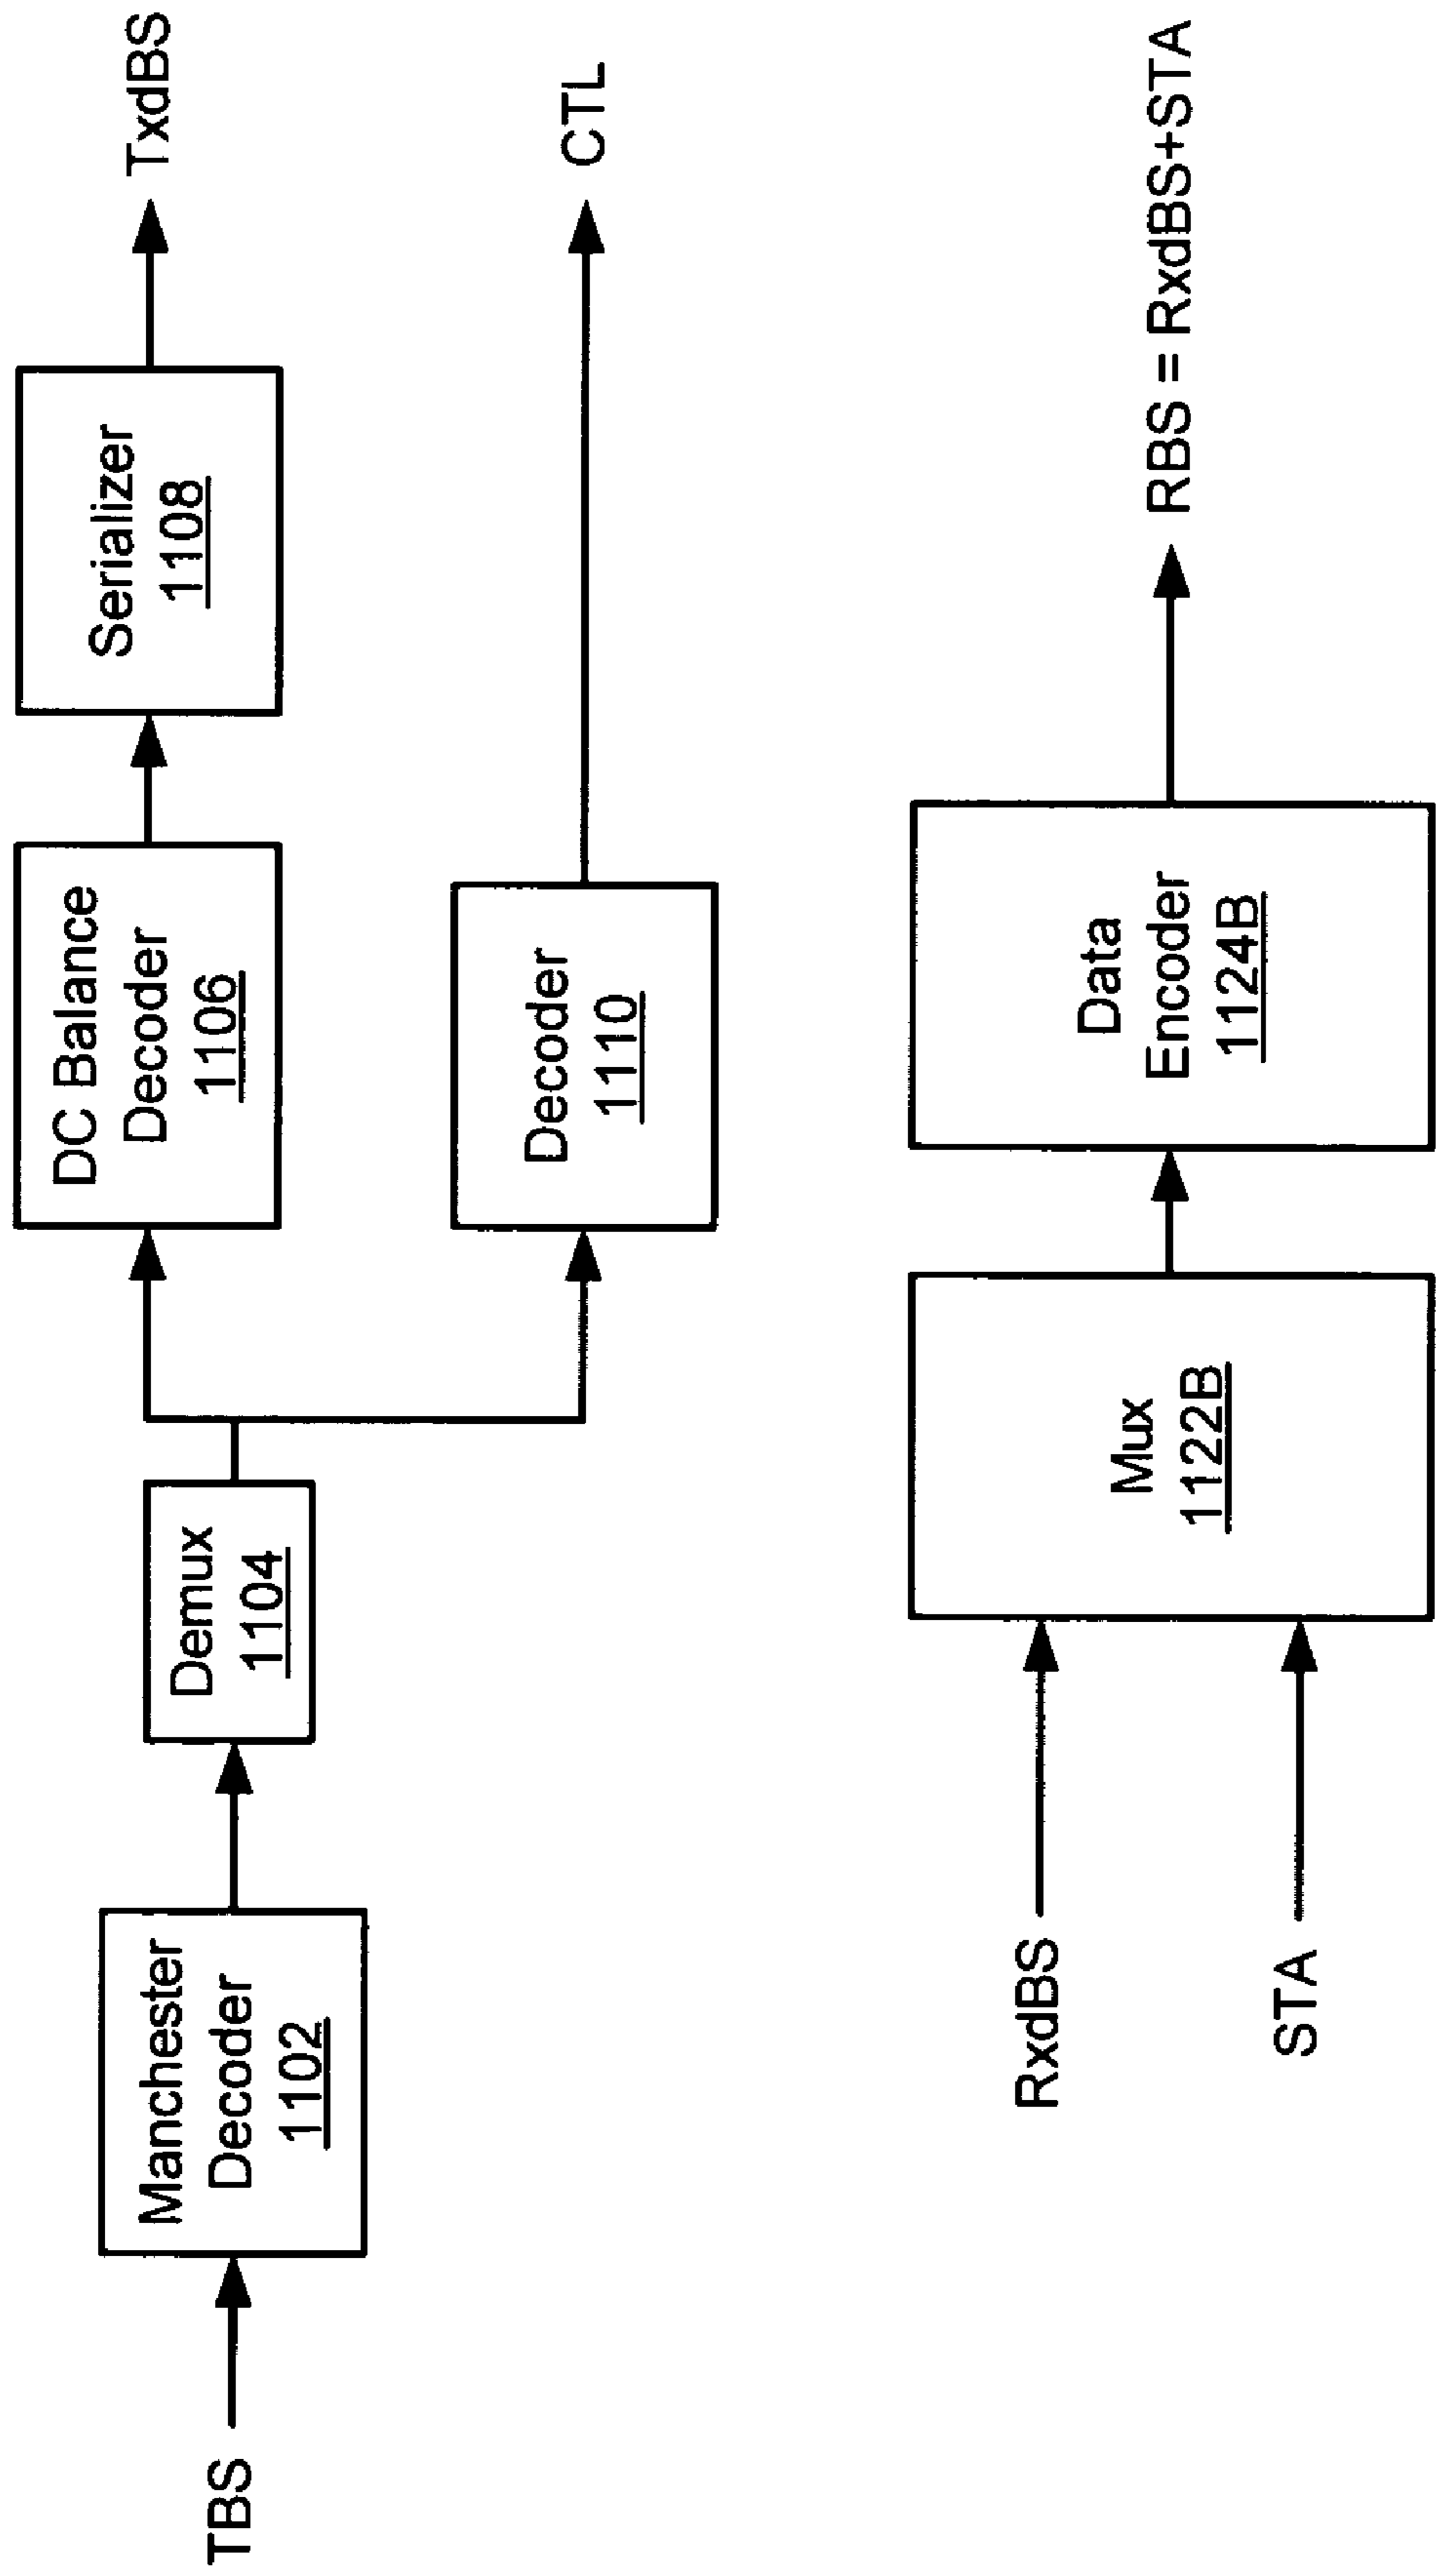 TBS
Manchester
Decoder
1102
Demux
1104
DC Balance
Decoder
1106
Serializer
1108
TxdBS
Decoder
1110
CTL
RxdBS
STA
Mux
1122B
Data
Encoder
1124B
RBS = RxdBS+STA